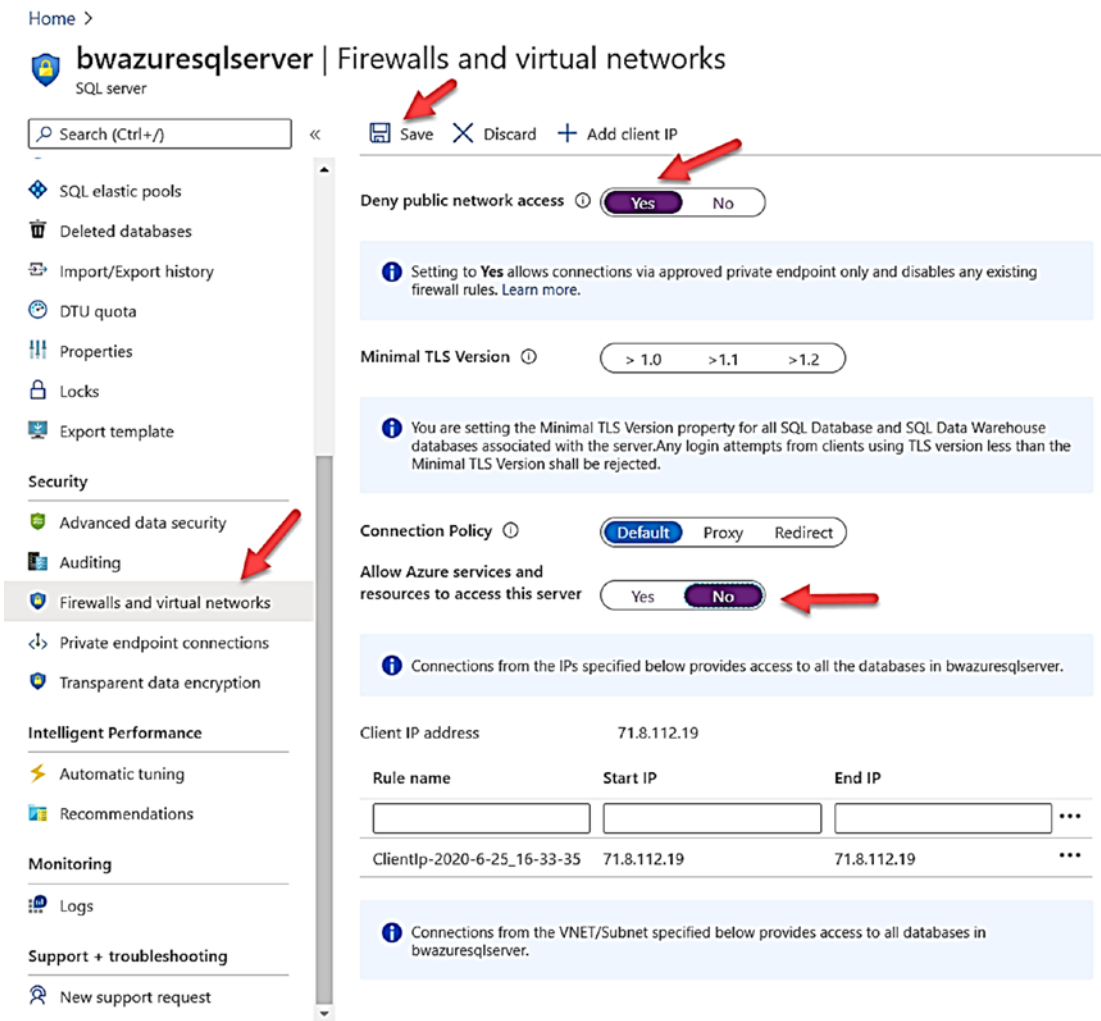 Home >
bwazuresqlserver | Firewalls and virtual networks
SQL server
Search (Ctrl+/)
«
Save
Discard
+ Add client IP
SQL elastic pools
Deleted databases
Import/Export history
DTU quota
Properties
Locks
Export template
Security
Advanced data security
Auditing
Firewalls and virtual networks
Private endpoint connections
Transparent data encryption
Intelligent Performance
Automatic tuning
Recommendations
Monitoring
Logs
Support + troubleshooting
New support request
Deny public network access
Yes No
Setting to Yes allows connections via approved private endpoint only and disables any existing
firewall rules. Learn more.
Minimal TLS Version
> 1.0 >1.1 >1.2
You are setting the Minimal TLS Version property for all SQL Database and SQL Data Warehouse
databases associated with the server.Any login attempts from clients using TLS version less than the
Minimal TLS Version shall be rejected.
Connection Policy
Default Proxy Redirect
Allow Azure services and
resources to access this server
Yes No
Connections from the IPs specified below provides access to all the databases in bwazuresqlserver.
Client IP address 71.8.112.19
Rule name Start IP End IP
...
ClientIp-2020-6-25_16-33-35 71.8.112.19 71.8.112.19 ...
Connections from the VNET/Subnet specified below provides access to all databases in
bwazuresqlserver.